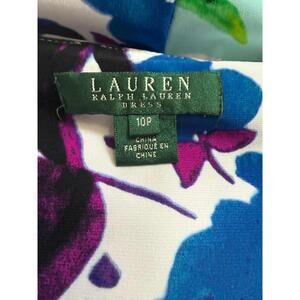 LAUREN
RALPH LAUREN
DRESS
10P
CHINA
FABRIQUÉ EN
CHINE